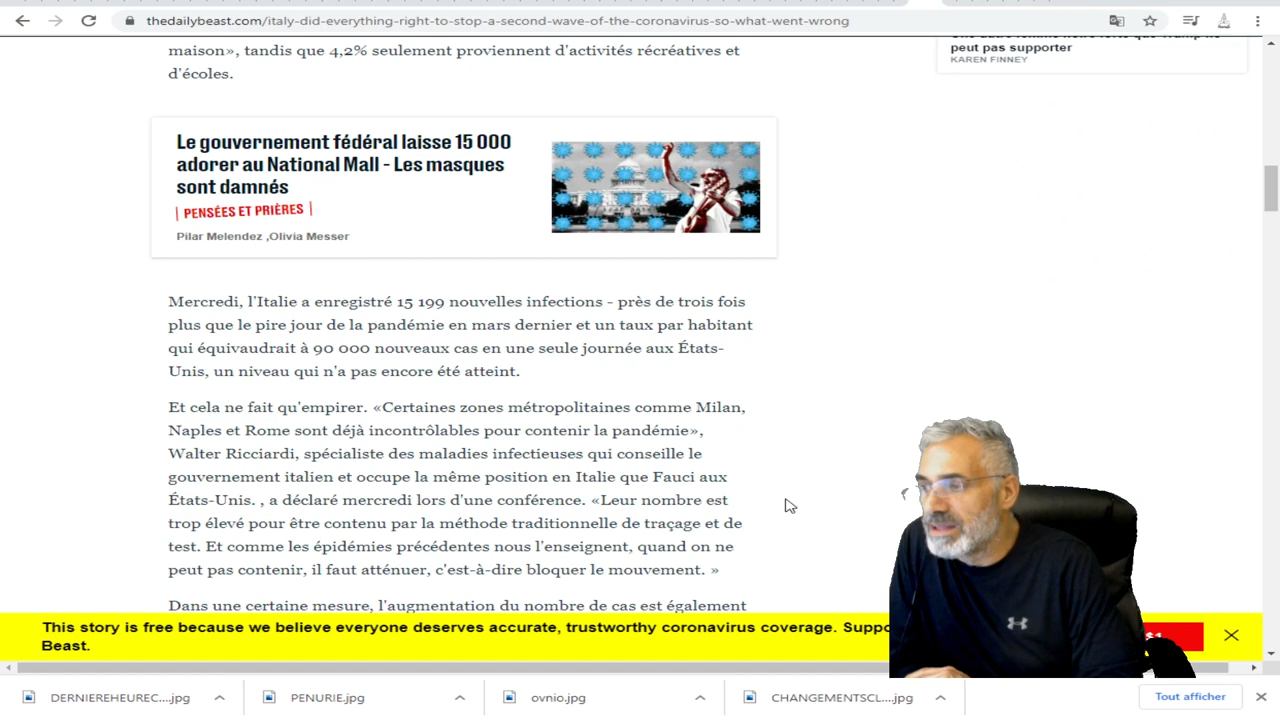 thedailybeast.com/italy-did-everything-right-to-stop-a-second-wave-of-the-coronavirus-so-what-went-wrong
maison», tandis que 4,2% seulement proviennent d'activités récréatives et
d'écoles.
peut pas supporter
KAREN FINNEY
Le gouvernement fédéral laisse 15 000
adorer au National Mall - Les masques
sont damnés
| PENSÉES ET PRIÈRES |
Pilar Melendez ,Olivia Messer
Mercredi, l'Italie a enregistré 15 199 nouvelles infections - près de trois fois
plus que le pire jour de la pandémie en mars dernier et un taux par habitant
qui équivaudrait à 90 000 nouveaux cas en une seule journée aux États-
Unis, un niveau qui n'a pas encore été atteint.
Et cela ne fait qu'empirer. «Certaines zones métropolitaines comme Milan,
Naples et Rome sont déjà incontrôlables pour contenir la pandémie»,
Walter Ricciardi, spécialiste des maladies infectieuses qui conseille le
gouvernement italien et occupe la même position en Italie que Fauci aux
États-Unis. , a déclaré mercredi lors d'une conférence. «Leur nombre est
trop élevé pour être contenu par la méthode traditionnelle de traçage et de
test. Et comme les épidémies précédentes nous l'enseignent, quand on ne
peut pas contenir, il faut atténuer, c'est-à-dire bloquer le mouvement. »
Dans une certaine mesure, l'augmentation du nombre de cas est également
This story is free because we believe everyone deserves accurate, trustworthy coronavirus coverage. Suppo
Beast.
$1
DERNIEREHEUREC....jpg
PENURIE.jpg
ovnio.jpg
CHANGEMENTSCL....jpg
Tout afficher